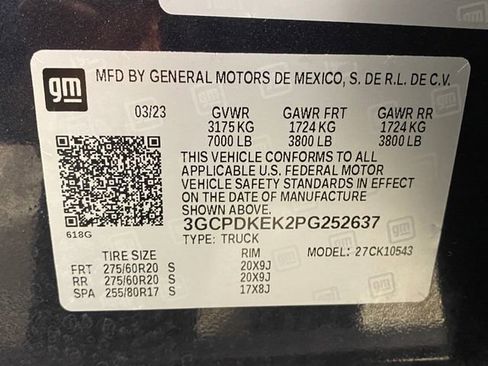 gm
MFD BY GENERAL MOTORS DE MEXICO, S. DE R.L. DE C.V.
03/23 GVWR GAWR FRT GAWR RR
3175 KG 1724 KG 1724 KG
7000 LB 3800 LB 3800 LB
THIS VEHICLE CONFORMS TO ALL
APPLICABLE U.S. FEDERAL MOTOR
VEHICLE SAFETY STANDARDS IN EFFECT
ON THE DATE OF MANUFACTURE SHOWN ABOVE.
618G
3GCPDKEK2PG252637
TYPE: TRUCK MODEL: 27CK10543
TIRE SIZE RIM
FRT 275/60R20 S 20X9J
RR 275/60R20 S 20X9J
SPA 255/80R17 S 17X8J